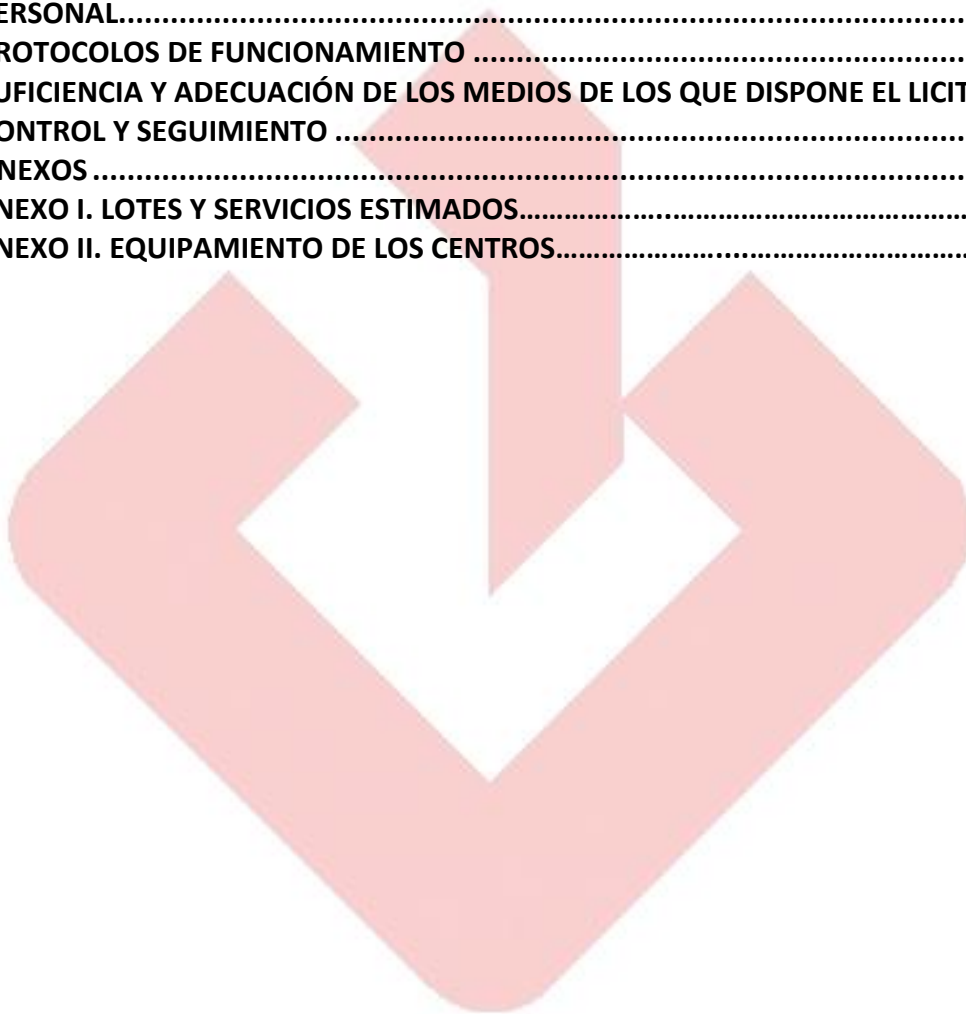 ERSONAL..........................................................................................................
ROTOCOLOS DE FUNCIONAMIENTO ..........................................................
UFICIENCIA Y ADECUACIÓN DE LOS MEDIOS DE LOS QUE DISPONE EL LICIT
ONTROL Y SEGUIMIENTO ..........................................................................
NEXOS ......................................................................................................
NEXO I. LOTES Y SERVICIOS ESTIMADOS....................................................
NEXO II. EQUIPAMIENTO DE LOS CENTROS................................................